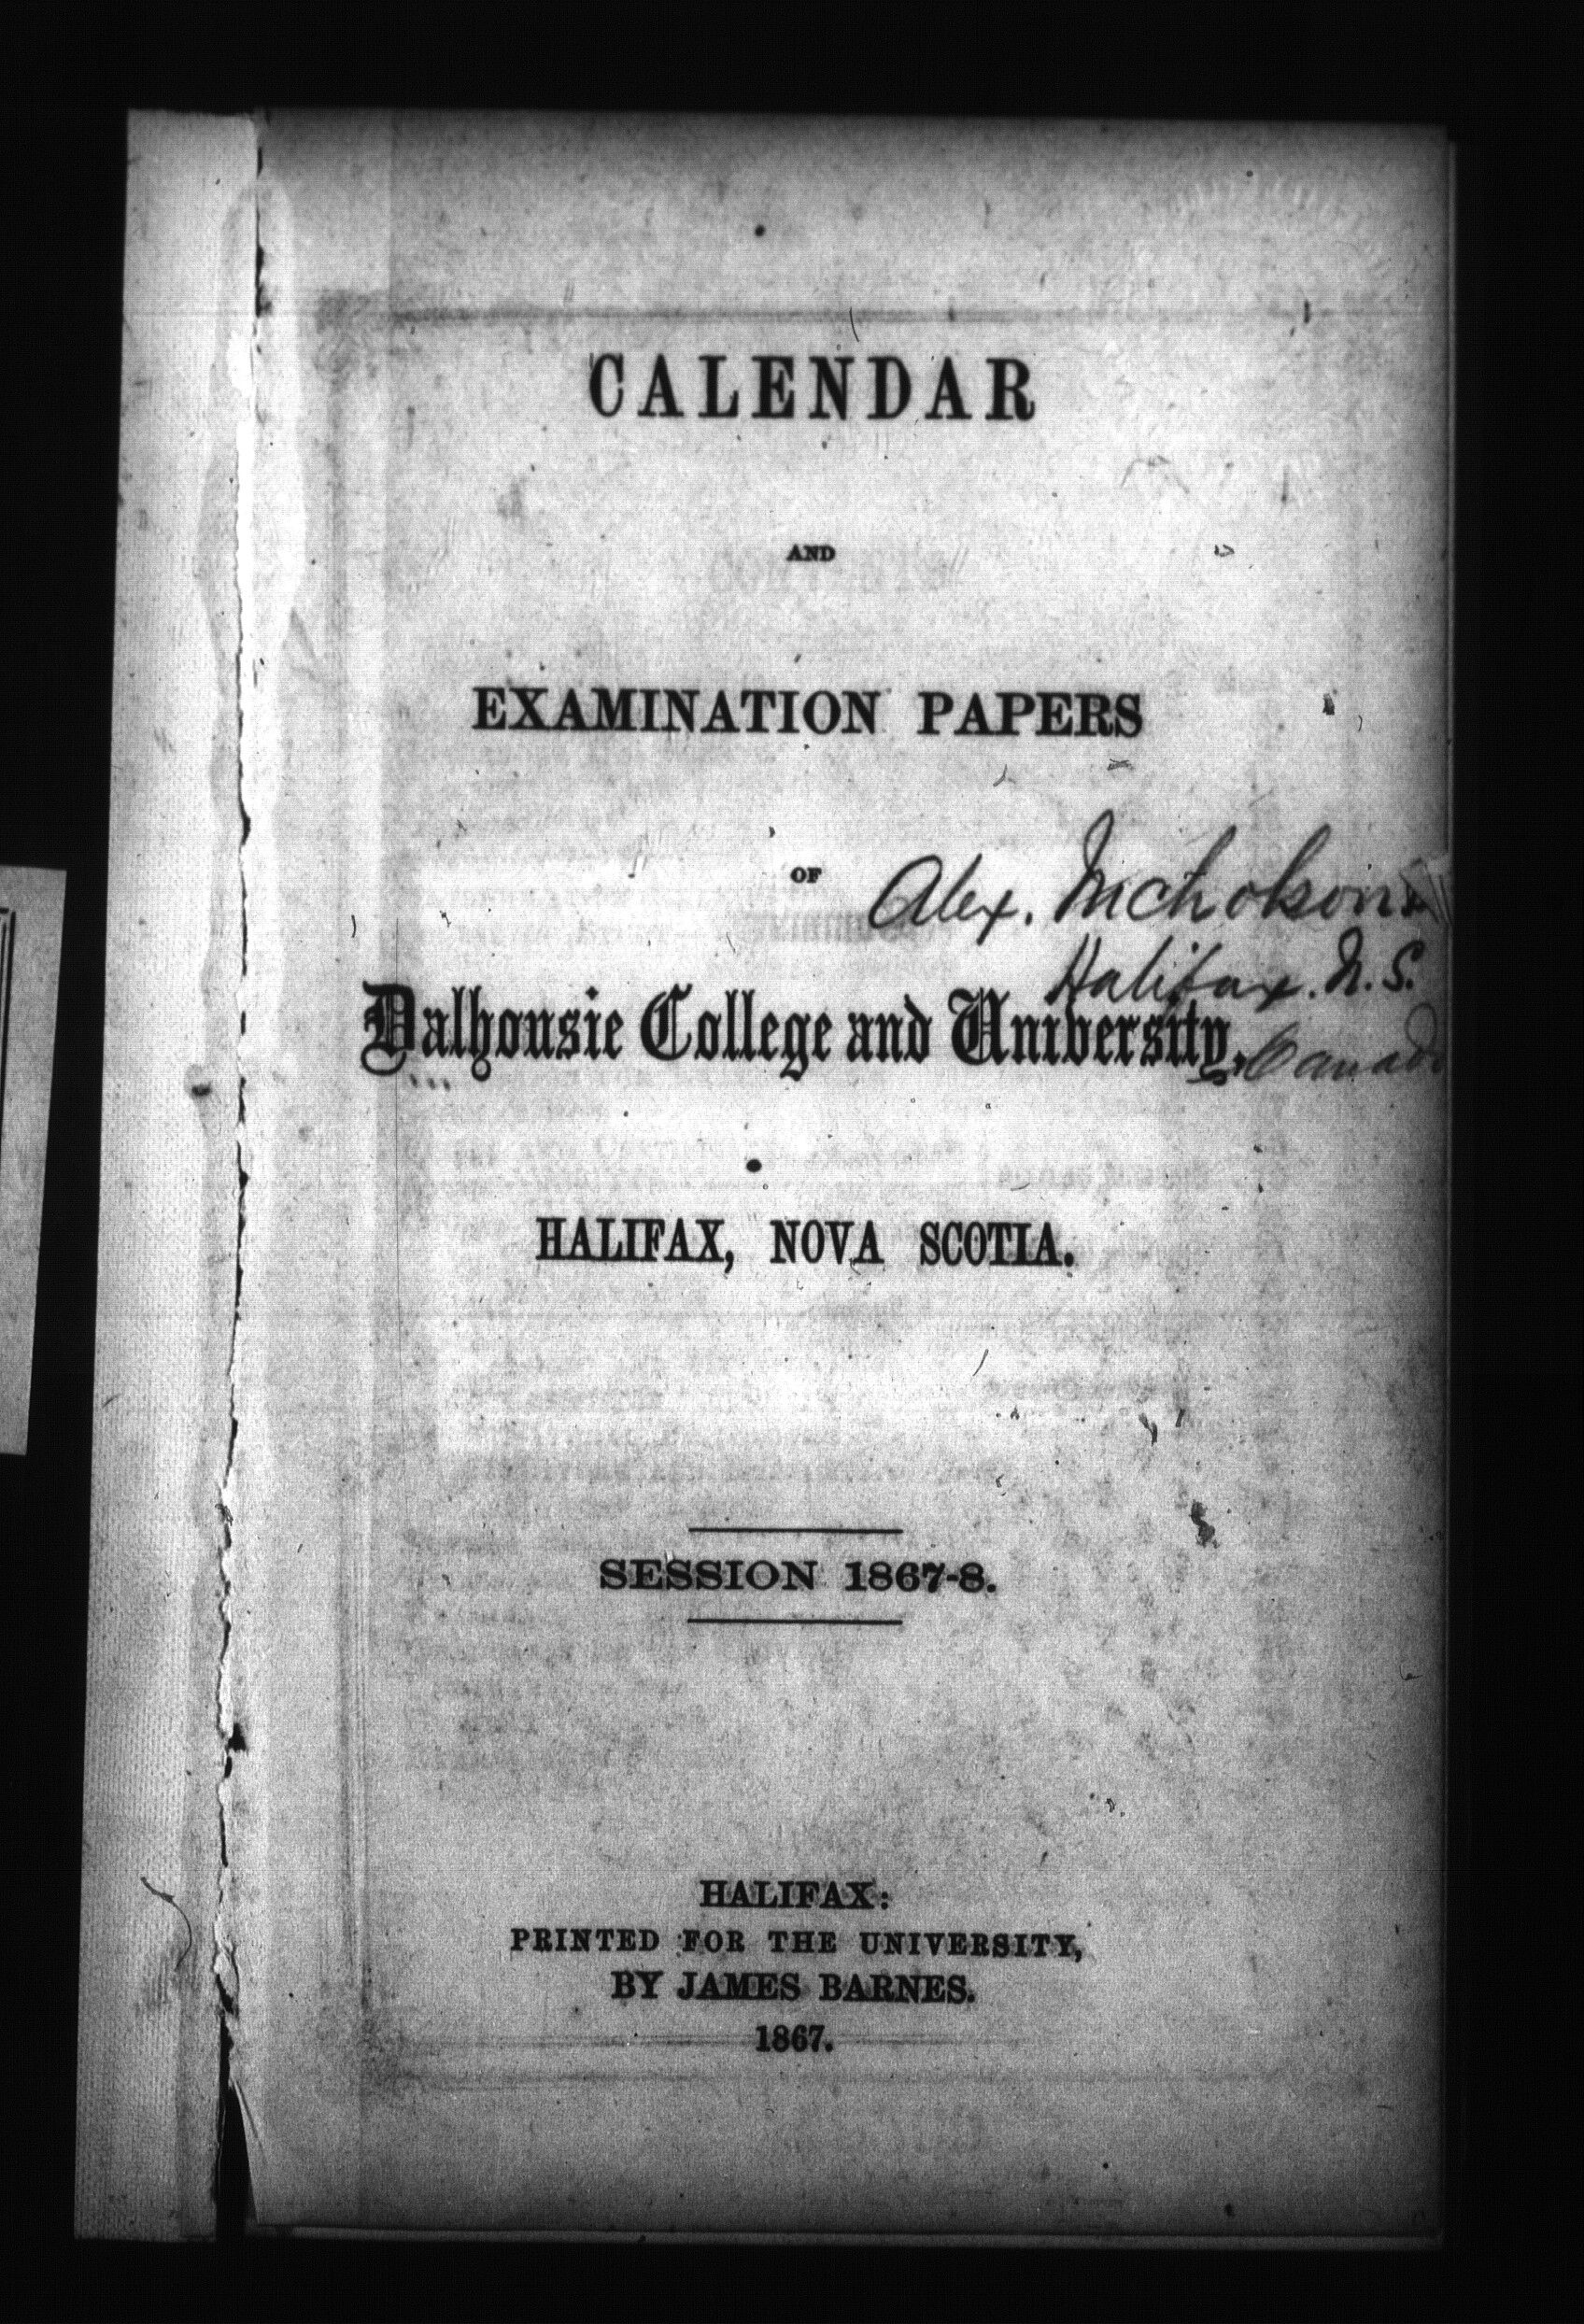 CALENDAR
AND
EXAMINATION PAPERS
OF
Alex. Nicholson
Halifax. N.S.
Dalhousie College and University,
Canada
HALIFAX, NOVA SCOTIA.
SESSION 1867-8.
HALIFAX:
PRINTED FOR THE UNIVERSITY,
BY JAMES BARNES.
1867.